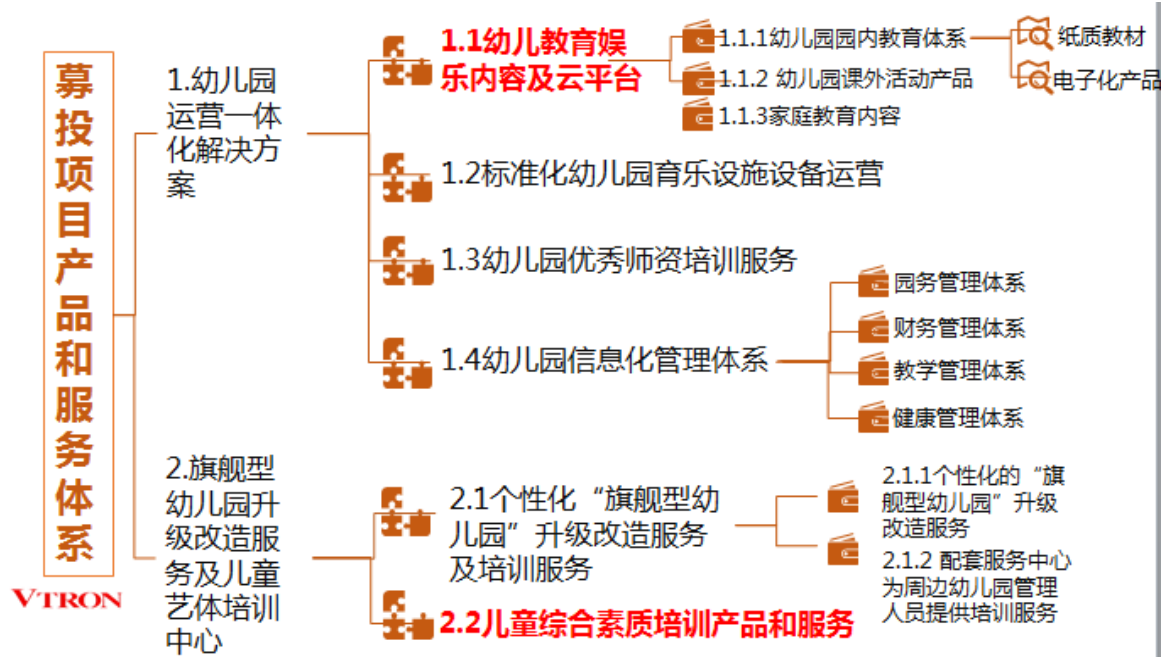 募投项目产品和服务体系
VTRON
1.幼儿园
运营一体
化解决方
案
1.1幼儿教育娱
乐内容及云平台
1.1.1幼儿园园内教育体系
纸质教材
电子化产品
1.1.2 幼儿园课外活动产品
1.1.3家庭教育内容
1.2标准化幼儿园育乐设施设备运营
1.3幼儿园优秀师资培训服务
1.4幼儿园信息化管理体系
园务管理体系
财务管理体系
教学管理体系
健康管理体系
2.旗舰型
幼儿园升
级改造服
务及儿童
艺体培训
中心
2.1个性化“旗舰型幼
儿园”升级改造服务
及培训服务
2.1.1个性化的“旗
舰型幼儿园”升级
改造服务
2.1.2 配套服务中心
为周边幼儿园管理
人员提供培训服务
2.2儿童综合素质培训产品和服务